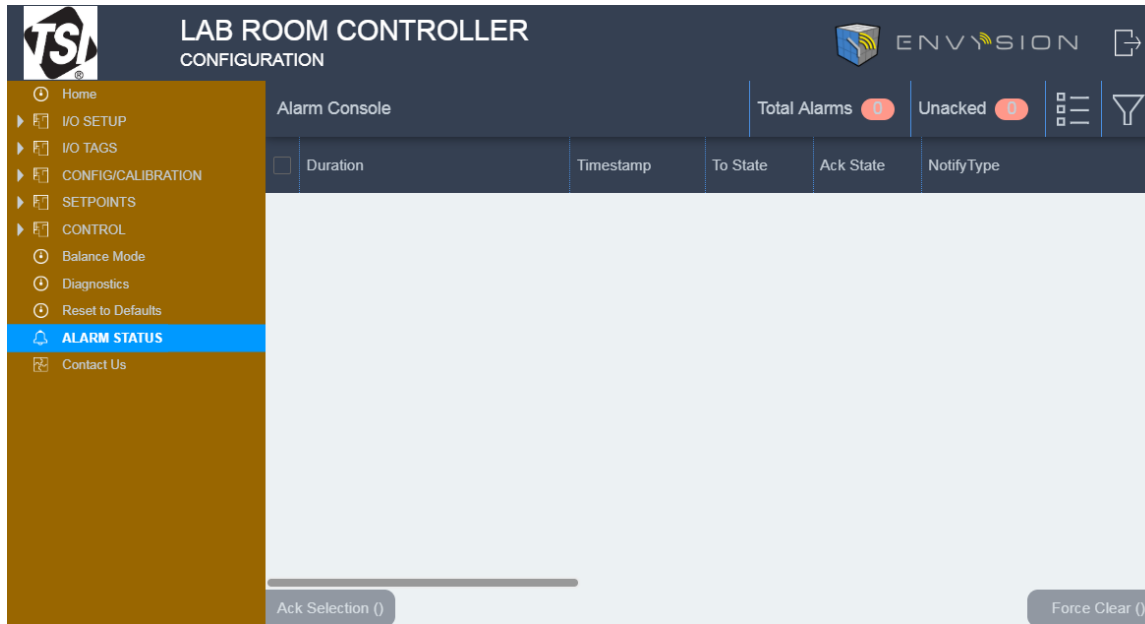 TSI
®
LAB ROOM CONTROLLER
CONFIGURATION
ENVYSION
Home
I/O SETUP
I/O TAGS
CONFIG/CALIBRATION
SETPOINTS
CONTROL
Balance Mode
Diagnostics
Reset to Defaults
ALARM STATUS
Contact Us
Alarm Console
Total Alarms 0
Unacked 0
Duration
Timestamp
To State
Ack State
NotifyType
Ack Selection ()
Force Clear ()